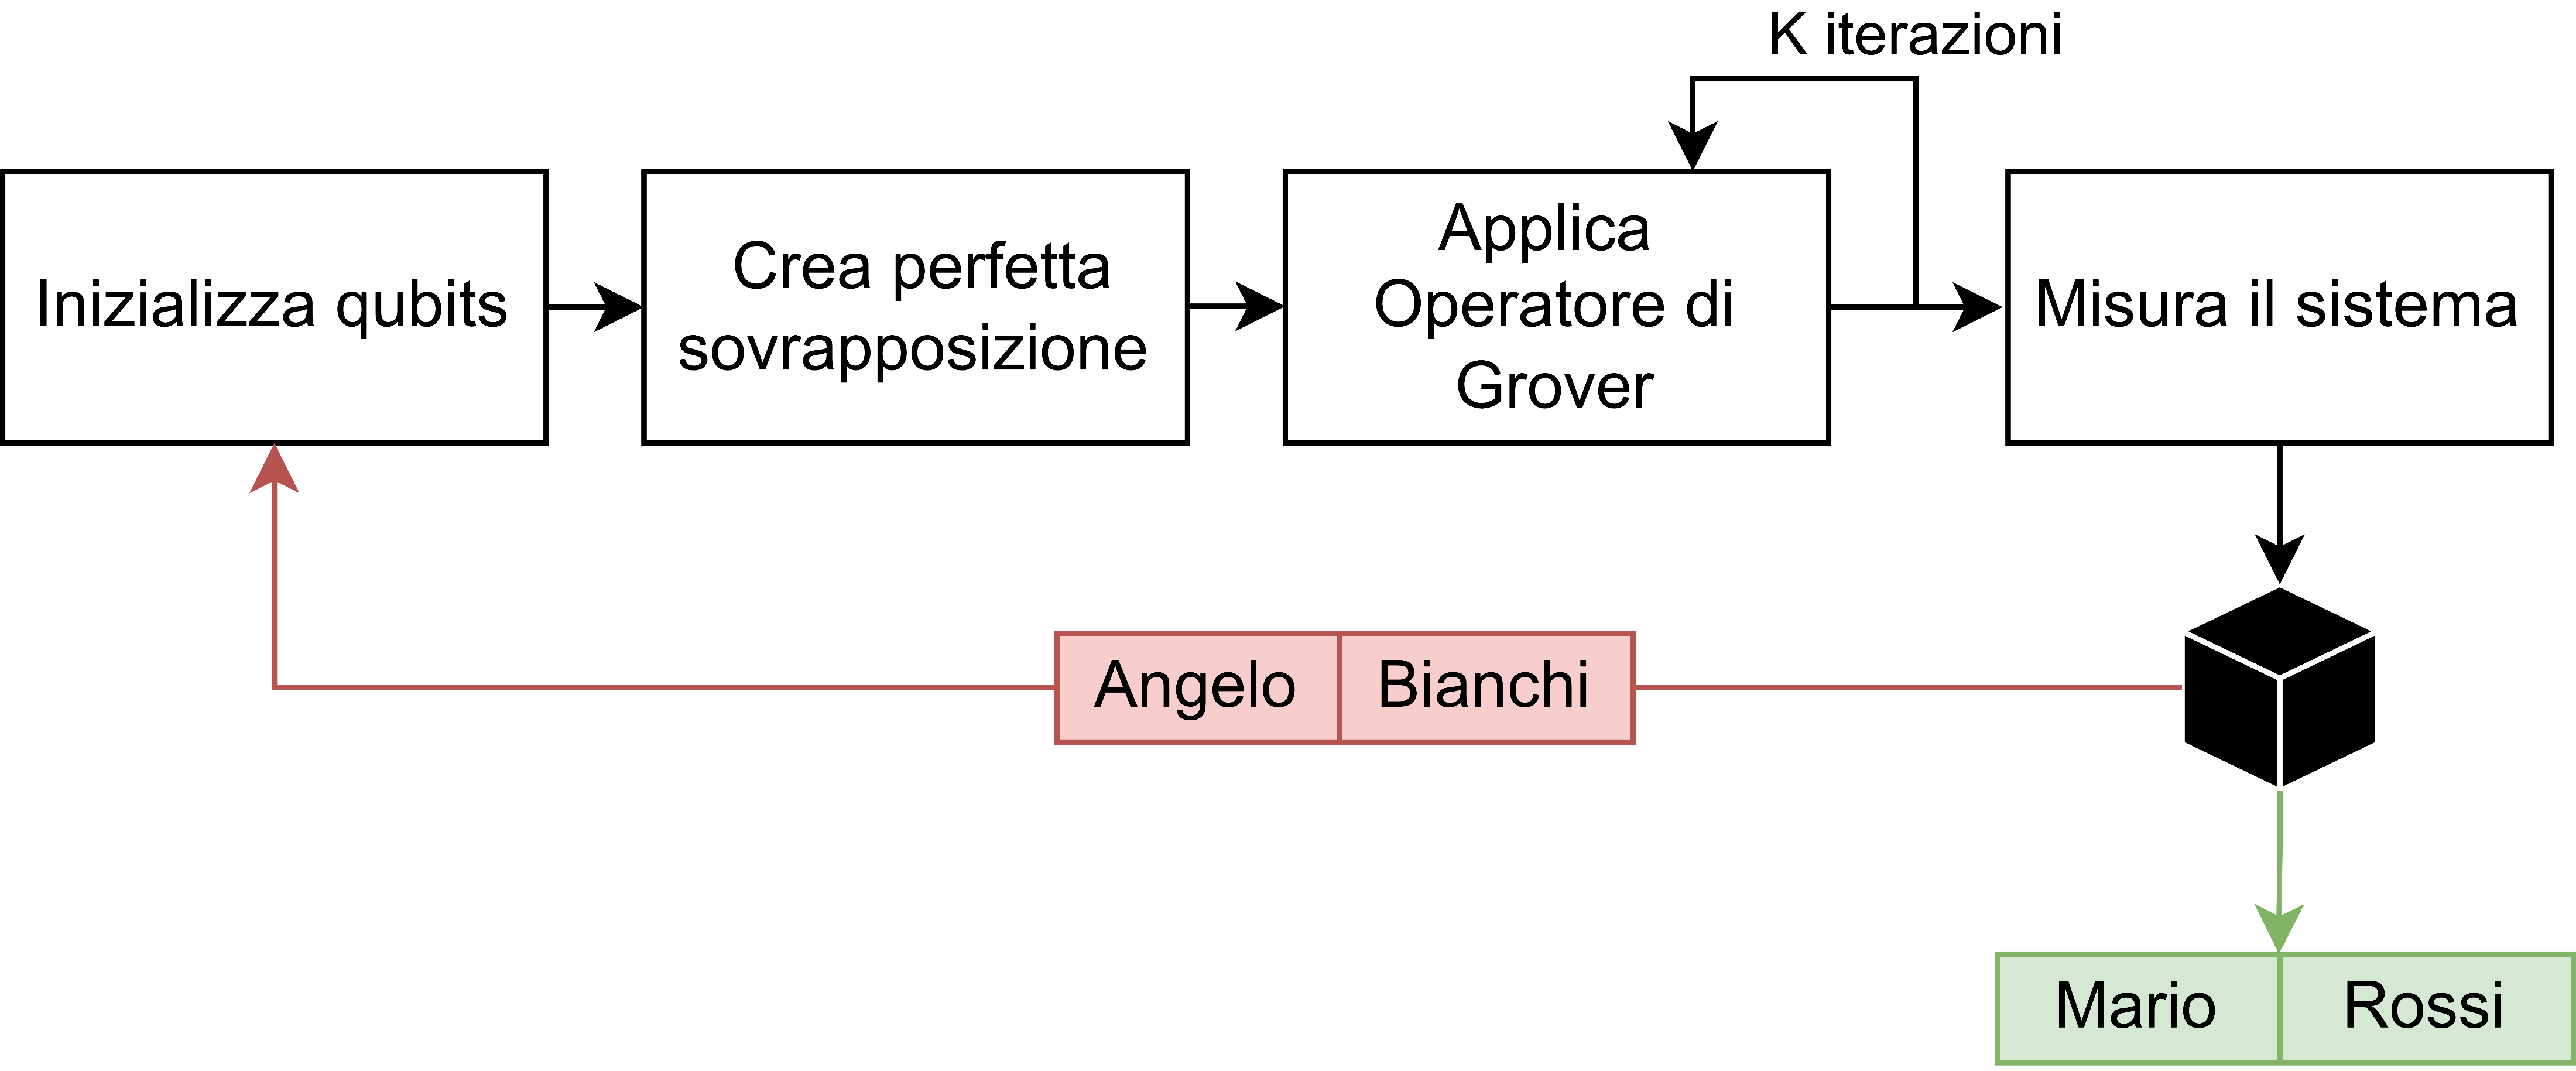 K iterazioni
Inizializza qubits
Crea perfetta
sovrapposizione
Applica
Operatore di
Grover
Misura il sistema
Angelo
Bianchi
Mario
Rossi